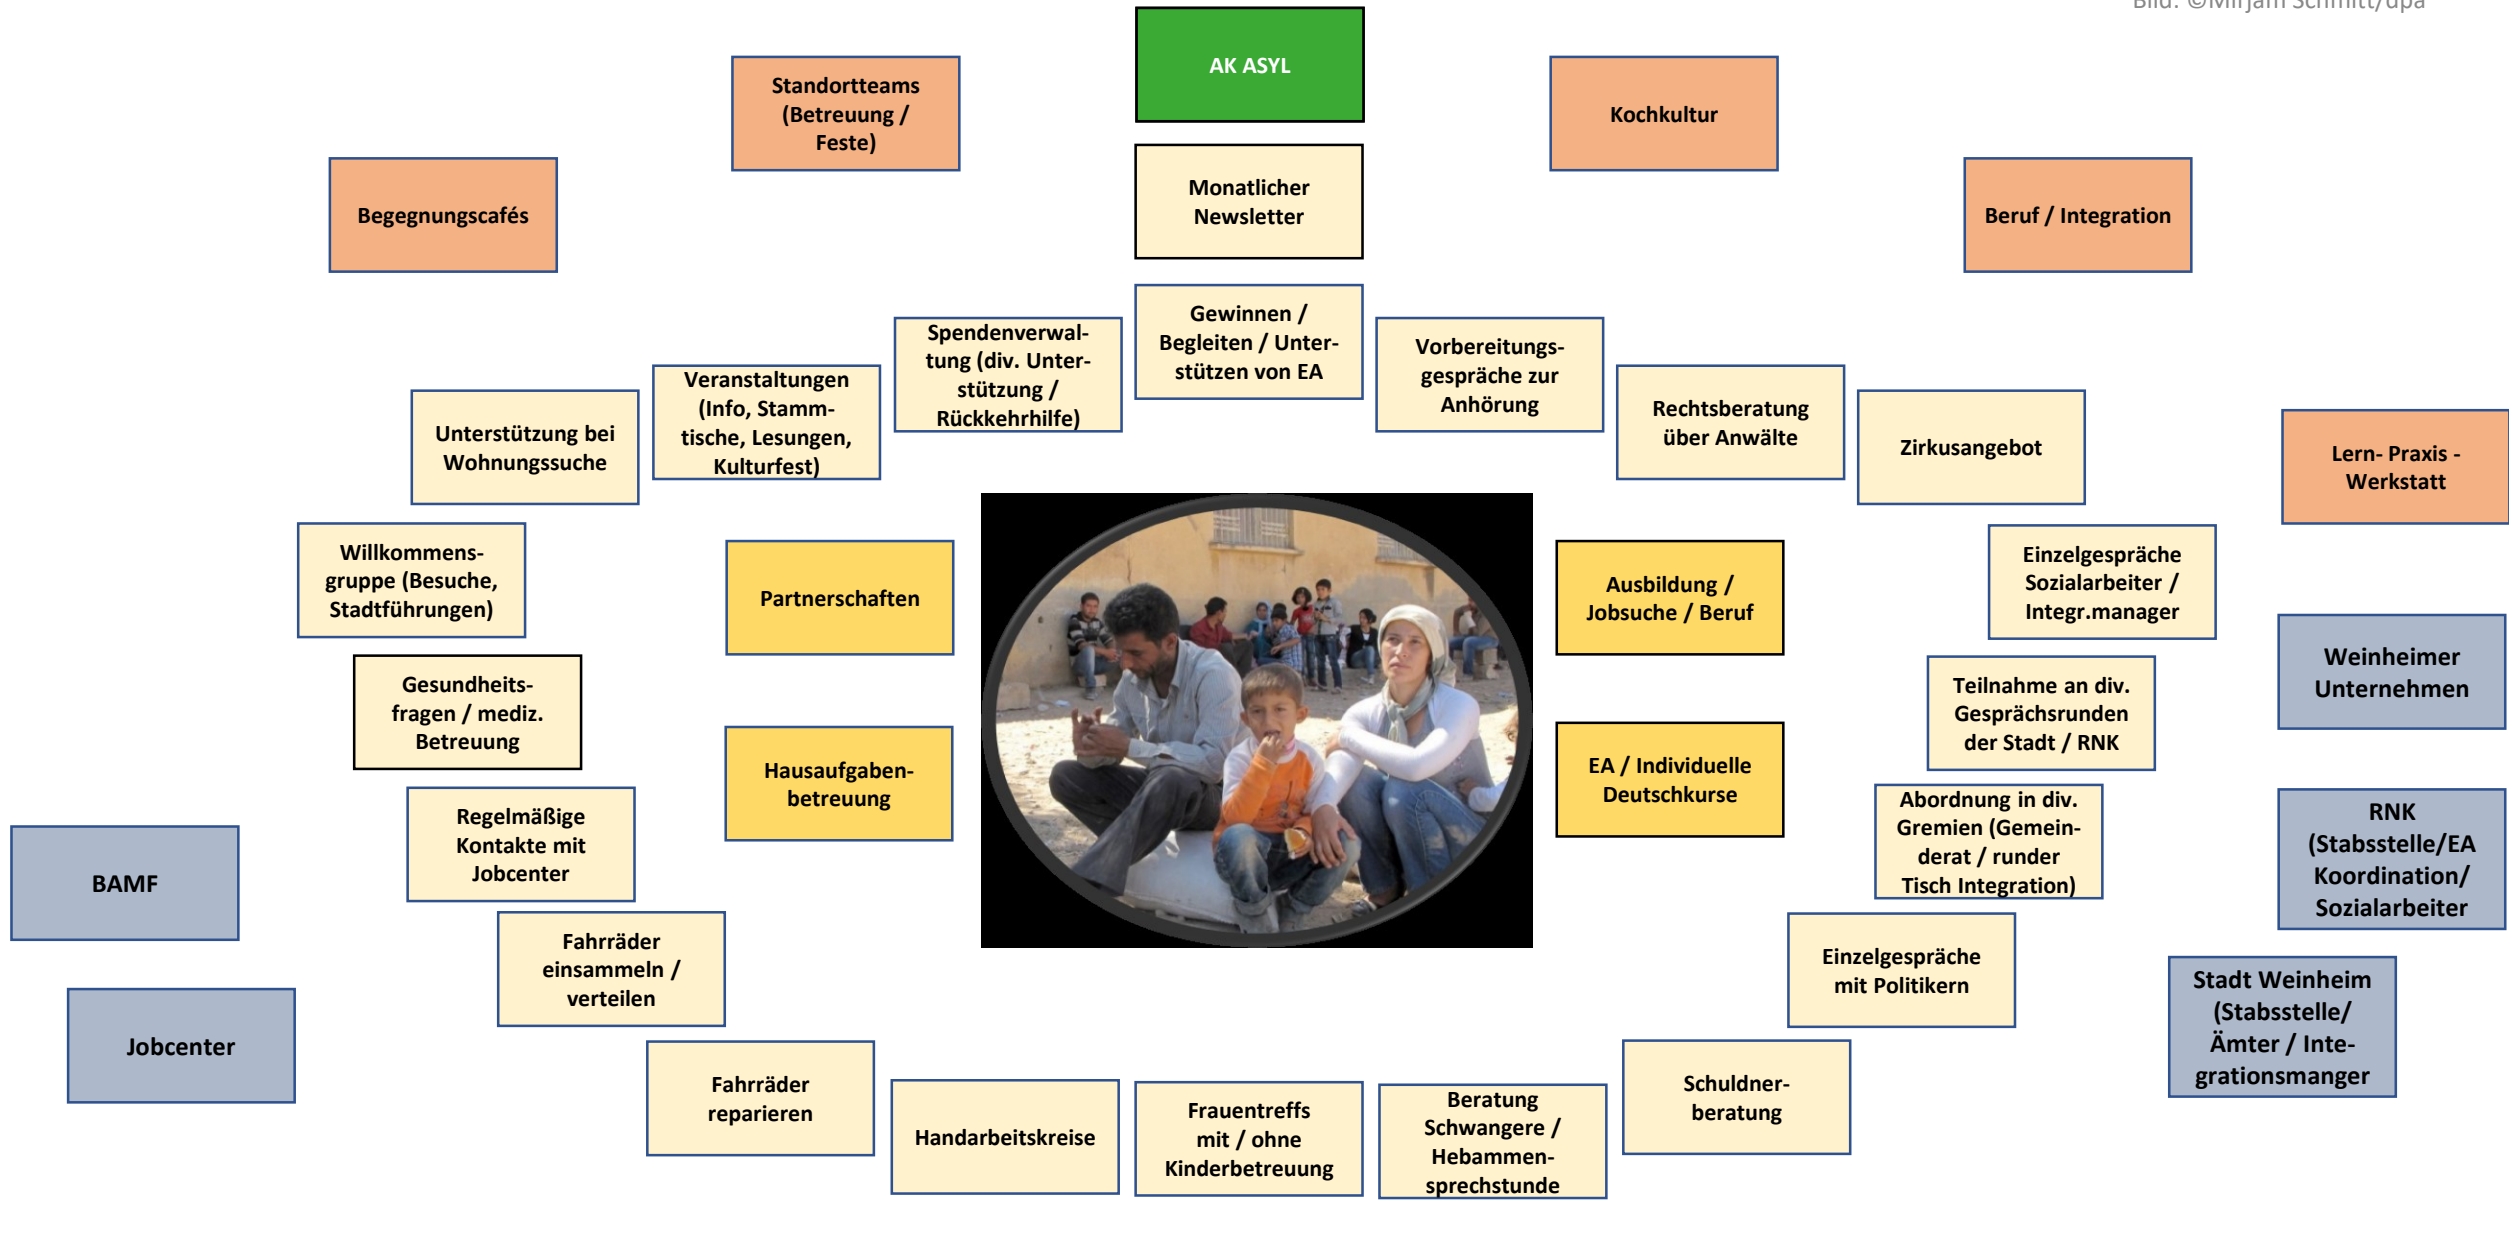 Bild: ©Mirjam Schmitt/dpa
AK ASYL
Standortteams
(Betreuung /
Feste)
Kochkultur
Begegnungscafés
Monatlicher
Newsletter
Beruf / Integration
Gewinnen /
Begleiten / Unter-
stützen von EA
Spendenverwal-
tung (div. Unter-
stützung /
Rückkehrhilfe)
Vorbereitungs-
gespräche zur
Anhörung
Veranstaltungen
(Info, Stamm-
tische, Lesungen,
Kulturfest)
Rechtsberatung
über Anwälte
Unterstützung bei
Wohnungssuche
Zirkusangebot
Lern- Praxis -
Werkstatt
Willkommens-
gruppe (Besuche,
Stadtführungen)
Partnerschaften
Ausbildung /
Jobsuche / Beruf
Einzelgespräche
Sozialarbeiter /
Integr.manager
Weinheimer
Unternehmen
Gesundheits-
fragen / mediz.
Betreuung
Teilnahme an div.
Gesprächsrunden
der Stadt / RNK
Hausaufgaben-
betreuung
EA / Individuelle
Deutschkurse
Regelmäßige
Kontakte mit
Jobcenter
Abordnung in div.
Gremien (Gemein-
derat / runder
Tisch Integration)
RNK
(Stabsstelle/EA
Koordination/
Sozialarbeiter
BAMF
Fahrräder
einsammeln /
verteilen
Einzelgespräche
mit Politikern
Stadt Weinheim
(Stabsstelle/
Ämter / Inte-
grationsmanger
Jobcenter
Fahrräder
reparieren
Schuldner-
beratung
Handarbeitskreise
Frauentreffs
mit / ohne
Kinderbetreuung
Beratung
Schwangere /
Hebammen-
sprechstunde